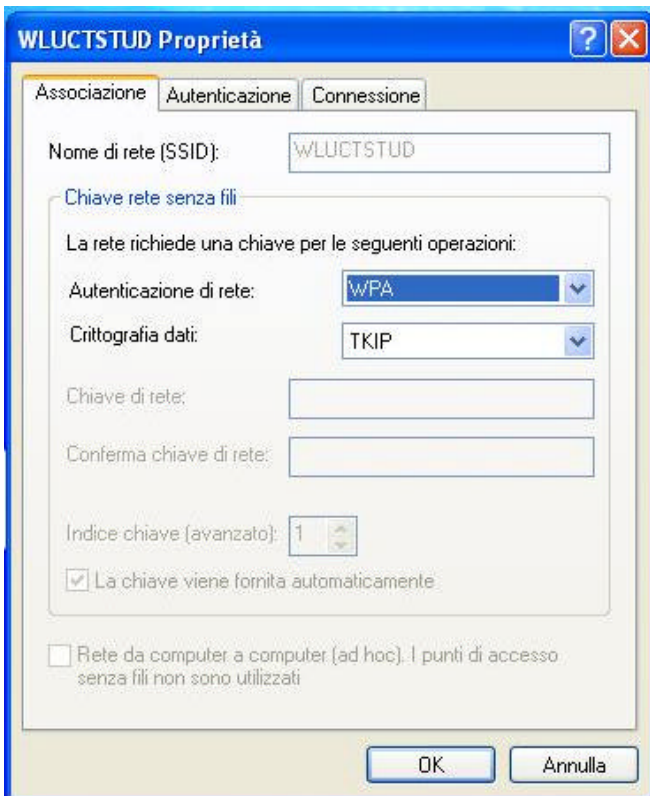 WLUCTSTUD Proprietà
Associazione Autenticazione Connessione
Nome di rete (SSID): WLUCTSTUD
Chiave rete senza fili
La rete richiede una chiave per le seguenti operazioni:
Autenticazione di rete: WPA
Crittografia dati: TKIP
Chiave di rete:
Conferma chiave di rete:
Indice chiave (avanzato): 1
La chiave viene fornita automaticamente
Rete da computer a computer (ad hoc). I punti di accesso
senza fili non sono utilizzati
OK Annulla